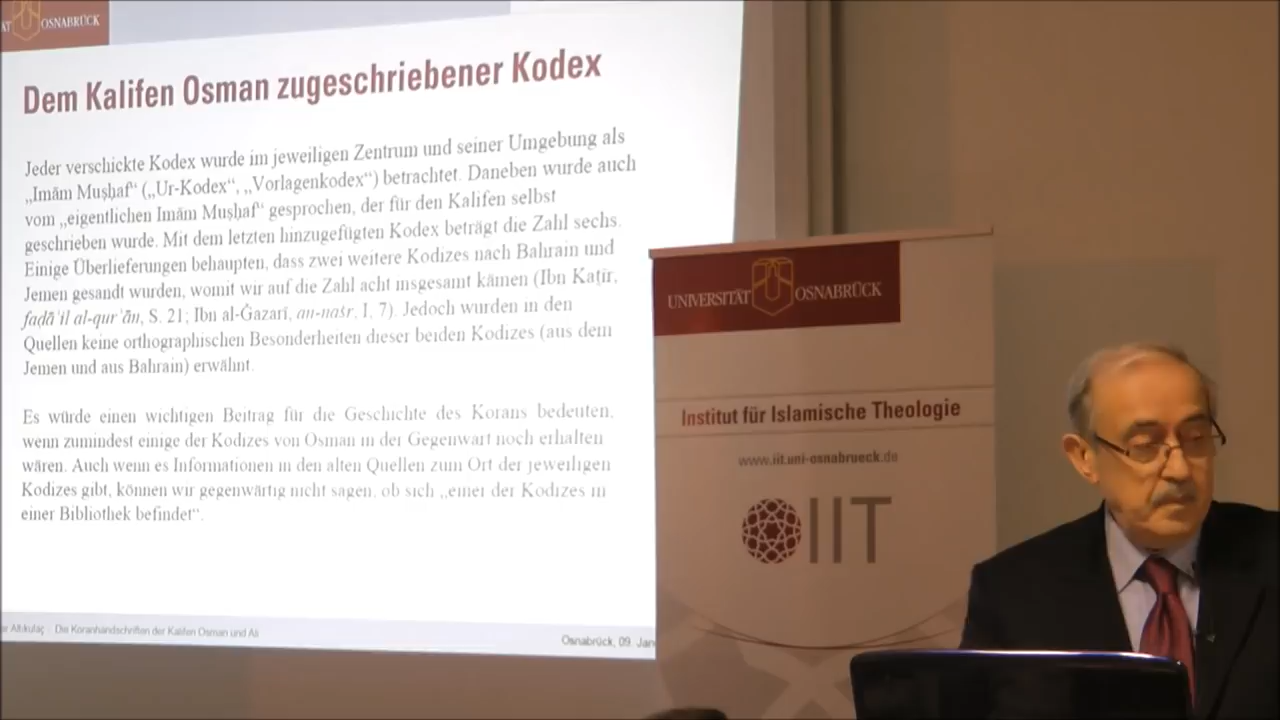 OSNABRÜCK
Dem Kalifen Osman zugeschriebener Kodex
Jeder verschickte Kodex wurde im jeweiligen Zentrum und seiner Umgebung als
„Imām Muṣḥaf“ („Ur-Kodex“, „Vorlagenkodex“) betrachtet. Daneben wurde auch
vom „eigentlichen Imām Muṣḥaf“ gesprochen, der für den Kalifen selbst
geschrieben wurde. Mit dem letzten hinzugefügten Kodex beträgt die Zahl sechs.
Einige Überlieferungen behaupten, dass zwei weitere Kodizes nach Bahrain und
Jemen gesandt wurden, womit wir auf die Zahl acht insgesamt kämen (Ibn Kaṯīr,
faḍāʾil al-qurʾān, S. 21; Ibn al-Ǧazarī, an-našr, I, 7). Jedoch wurden in den
Quellen keine orthographischen Besonderheiten dieser beiden Kodizes (aus dem
Jemen und aus Bahrain) erwähnt.
Es würde einen wichtigen Beitrag für die Geschichte des Korans bedeuten,
wenn zumindest einige der Kodizes von Osman in der Gegenwart noch erhalten
wären. Auch wenn es Informationen in den alten Quellen zum Ort der jeweiligen
Kodizes gibt, können wir gegenwärtig nicht sagen, ob sich „einer der Kodizes in
einer Bibliothek befindet“.
Altıkulaç Die Koranhandschriften der Kalifen Osman und Ali
Osnabrück, 09. Jan
UNIVERSITÄT OSNABRÜCK
Institut für Islamische Theologie
www.iit.uni-osnabrueck.de
IIT